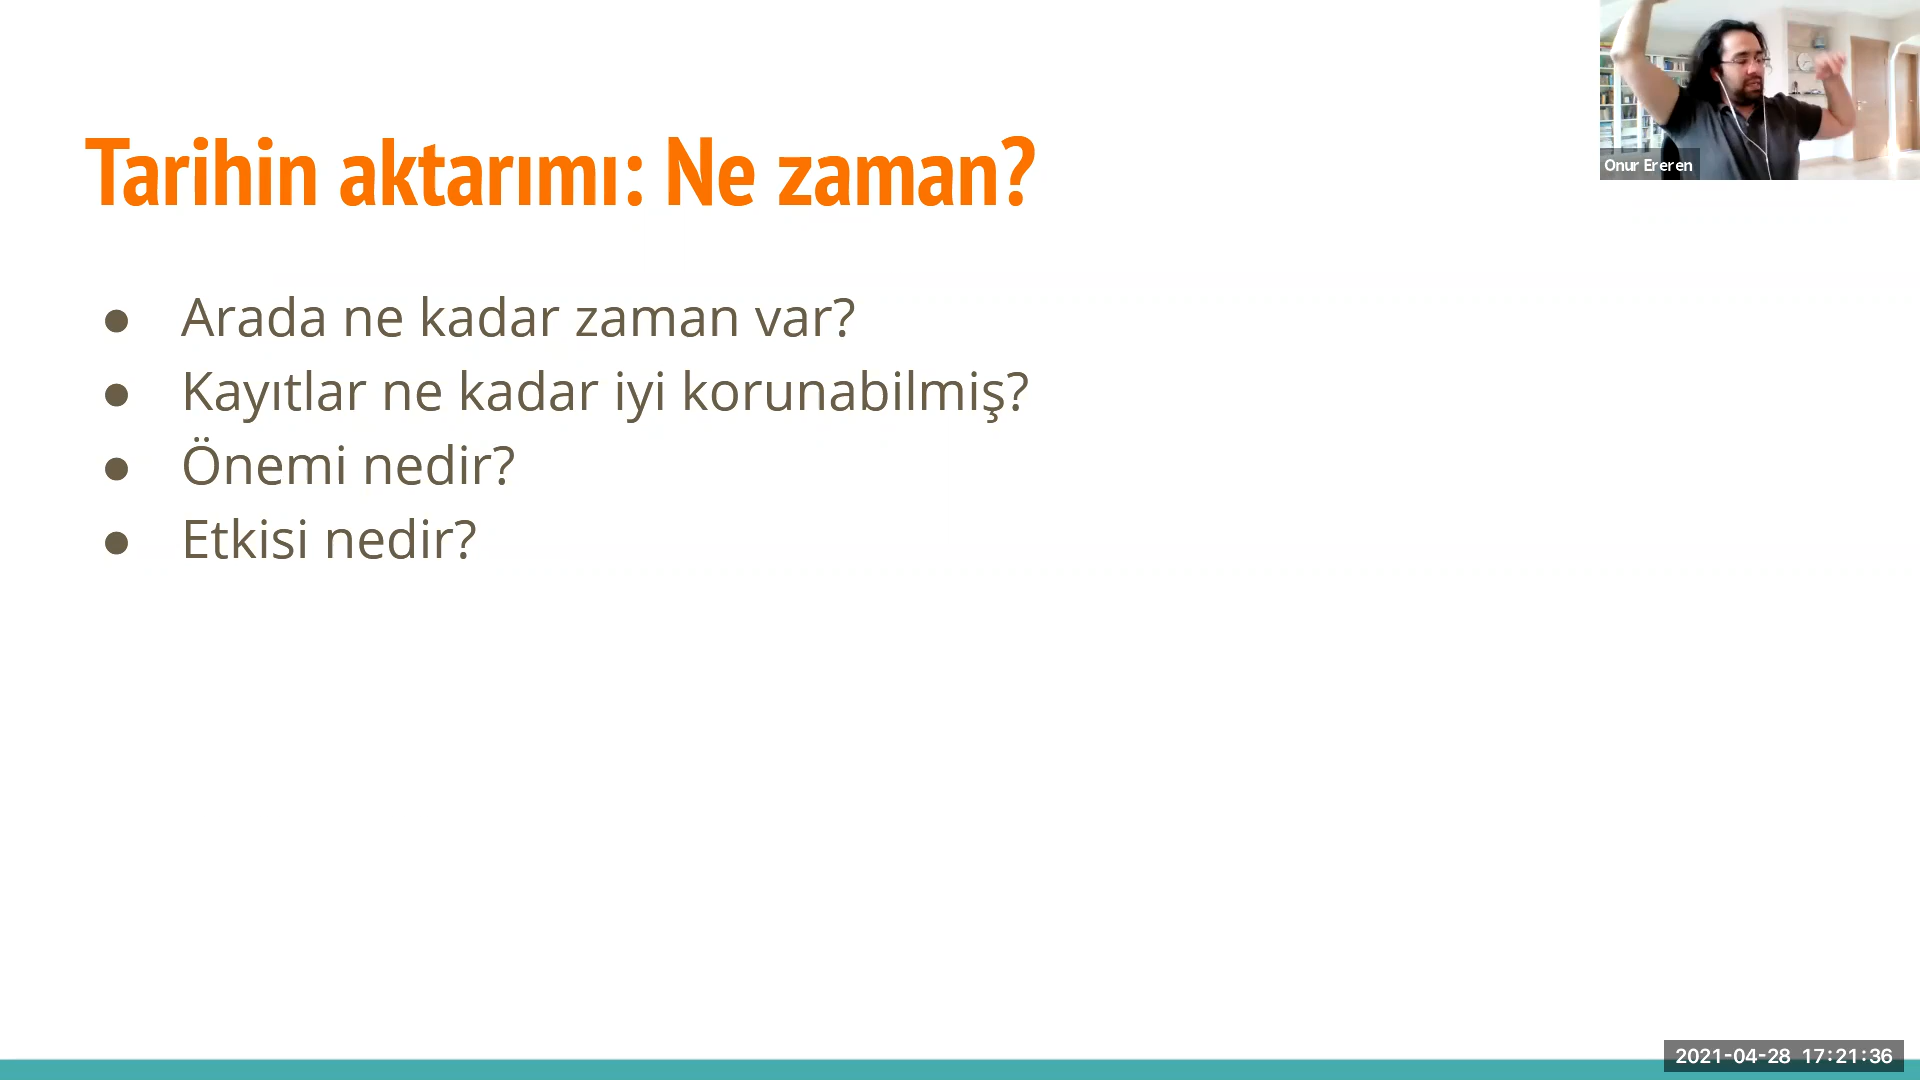 Tarihin aktarımı: Ne zaman?
Onur Ereren
● Arada ne kadar zaman var?
● Kayıtlar ne kadar iyi korunabilmiş?
● Önemi nedir?
● Etkisi nedir?
2021-04-28 17:21:36